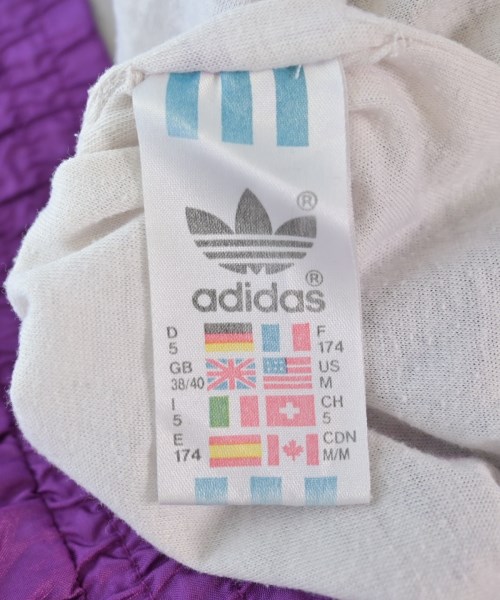 ®
®
adidas
D F
5 174
GB US
38/40 M
I CH
5 5
E CDN
174 M/M